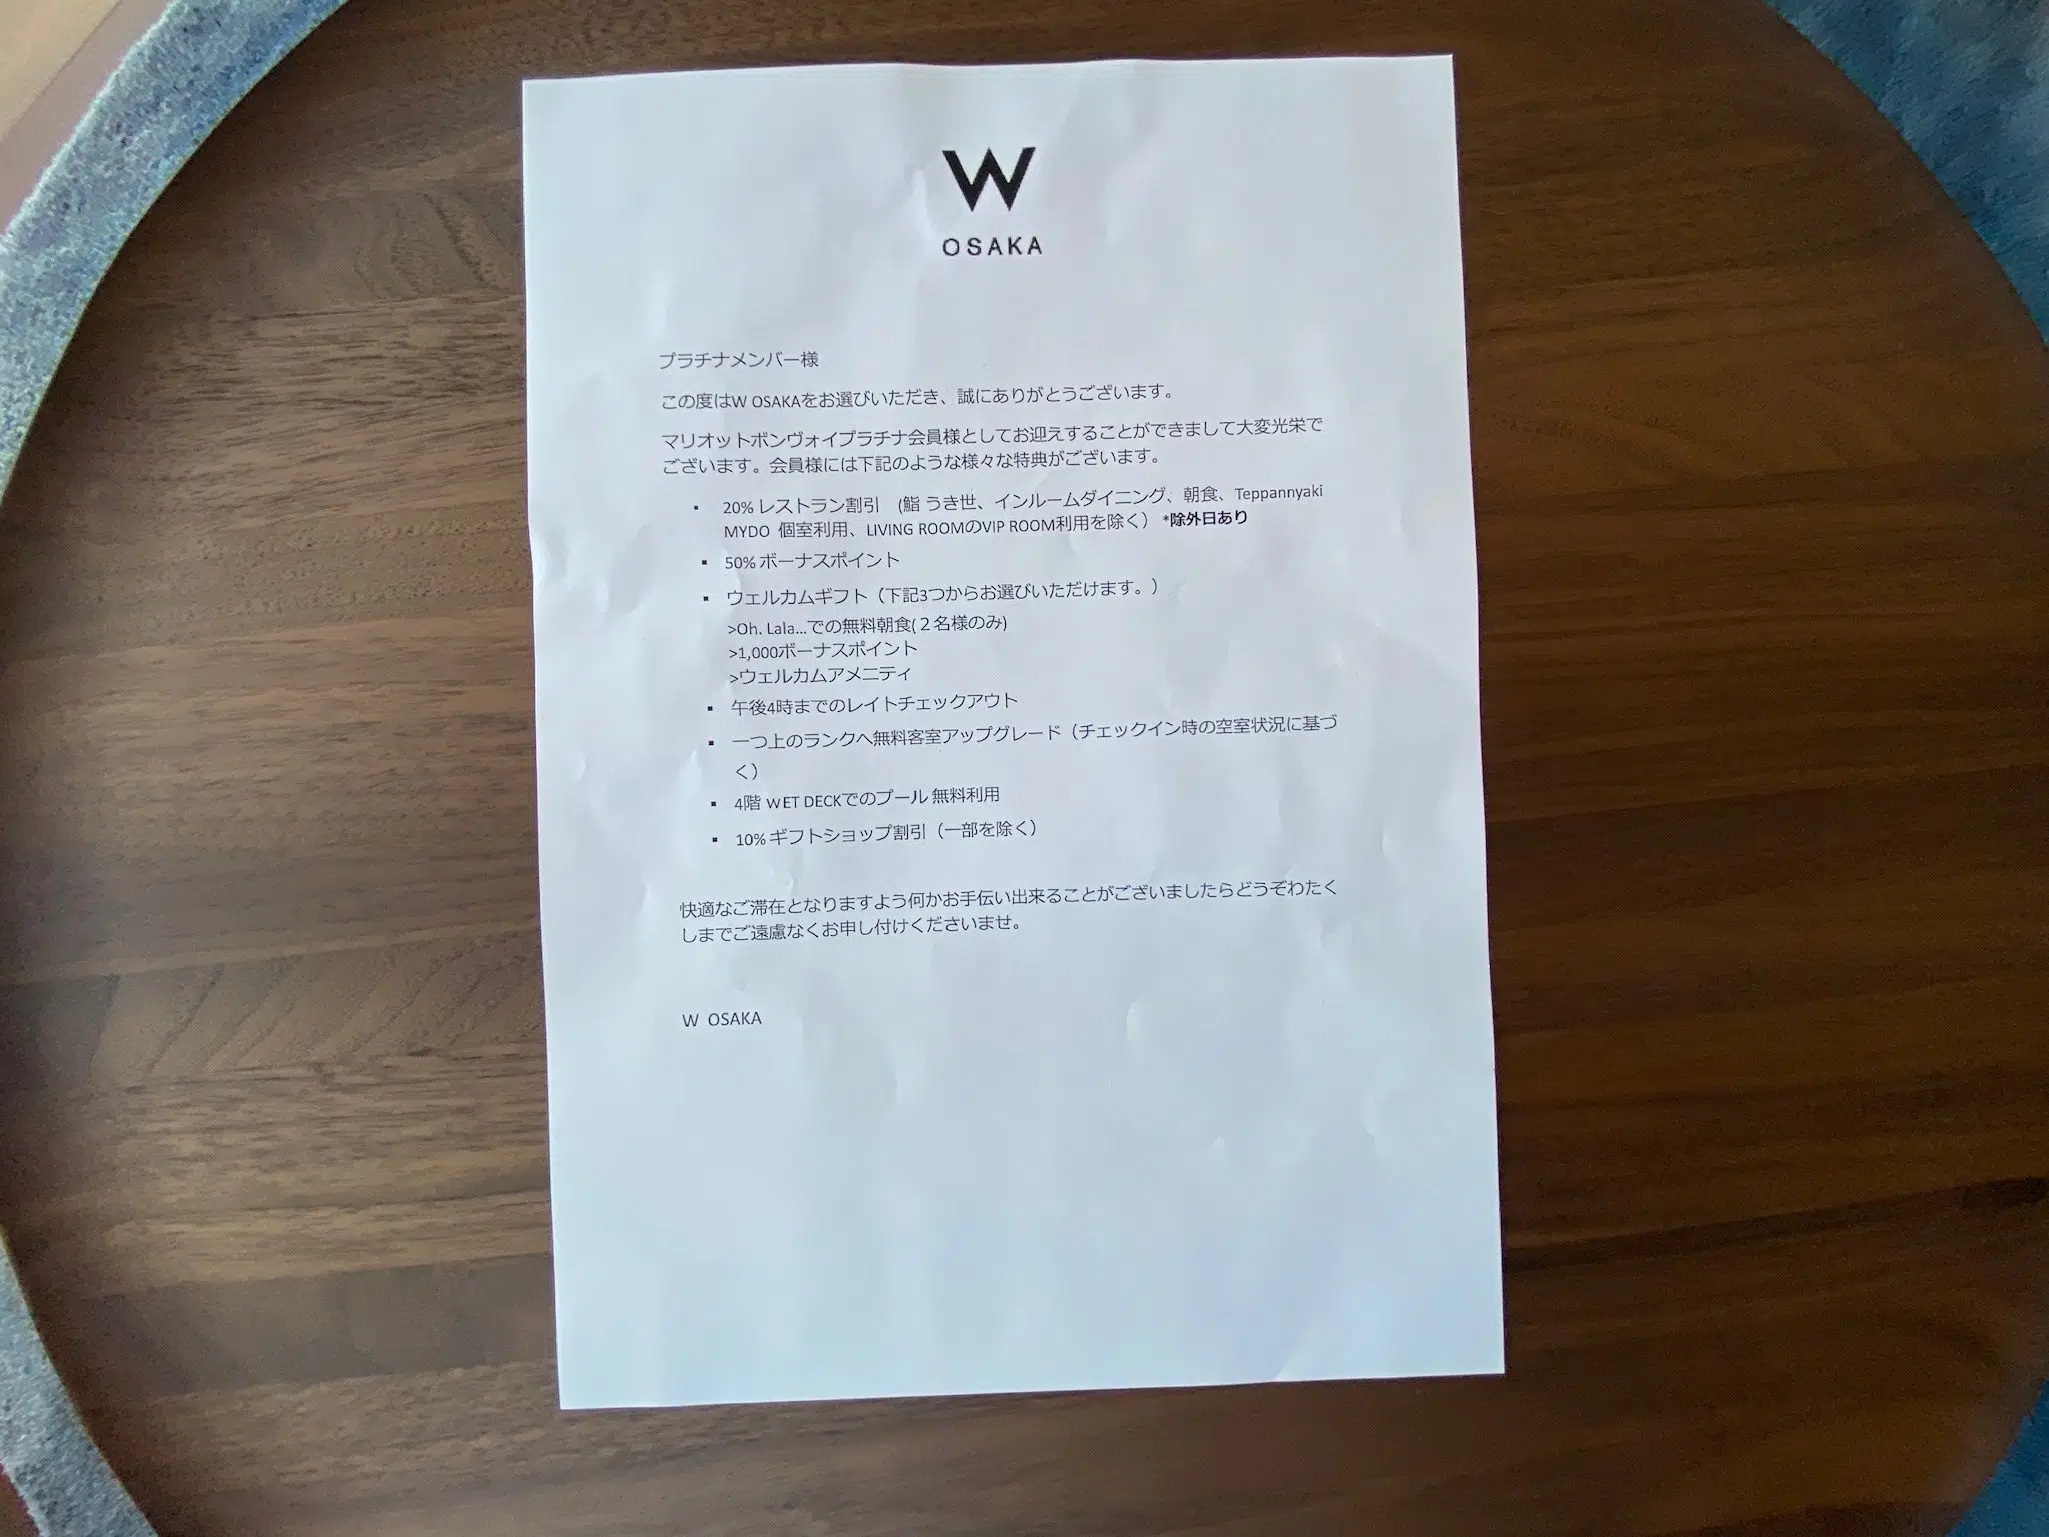 W
OSAKA
プラチナメンバー様
この度はW OSAKAをお選びいただき、誠にありがとうございます。
マリオットボンヴォイプラチナ会員様としてお迎えすることができまして大変光栄で
ございます。会員様には下記のような様々な特典がございます。
▪ 20% レストラン割引　(鮨 うき世、インルームダイニング、朝食、Teppannyaki
MYDO 個室利用、LIVING ROOMのVIP ROOM利用を除く） *除外日あり
▪ 50% ボーナスポイント
▪ ウェルカムギフト（下記3つからお選びいただけます。）
>Oh. Lala...での無料朝食(２名様のみ)
>1,000ボーナスポイント
>ウェルカムアメニティ
▪ 午後4時までのレイトチェックアウト
▪ 一つ上のランクへ無料客室アップグレード（チェックイン時の空室状況に基づ
く）
▪ 4階 WET DECKでのプール 無料利用
▪ 10% ギフトショップ割引（一部を除く）
快適なご滞在となりますよう何かお手伝い出来ることがございましたらどうぞわたく
しまでご遠慮なくお申し付けくださいませ。
W OSAKA